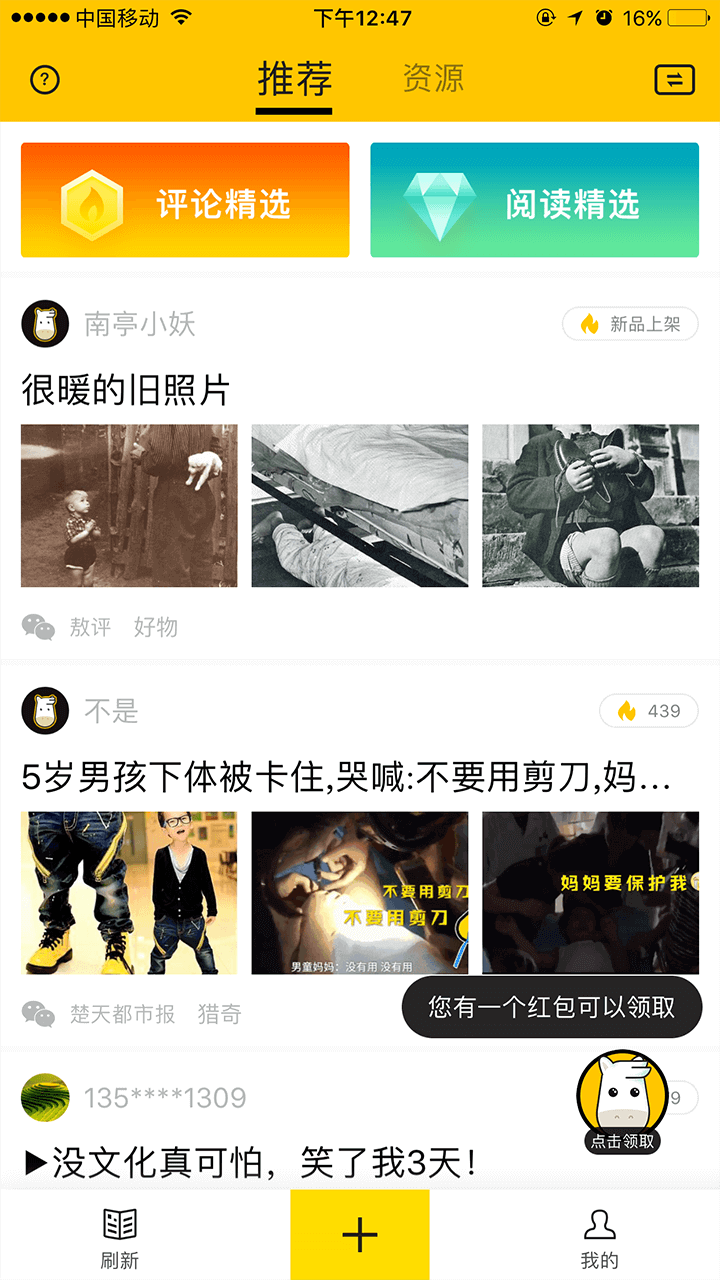 中国移动 下午12:47 16%
推荐 资源
评论精选 阅读精选
南亭小妖 新品上架
很暖的旧照片
敖评 好物
不是 439
5岁男孩下体被卡住,哭喊:不要用剪刀,妈...
不要用剪刀
不要用剪刀
男童妈妈：没有用 没有用
妈妈要保护我
楚天都市报 猎奇
您有一个红包可以领取
135****1309 9
点击领取
▶没文化真可怕，笑了我3天！
刷新 我的